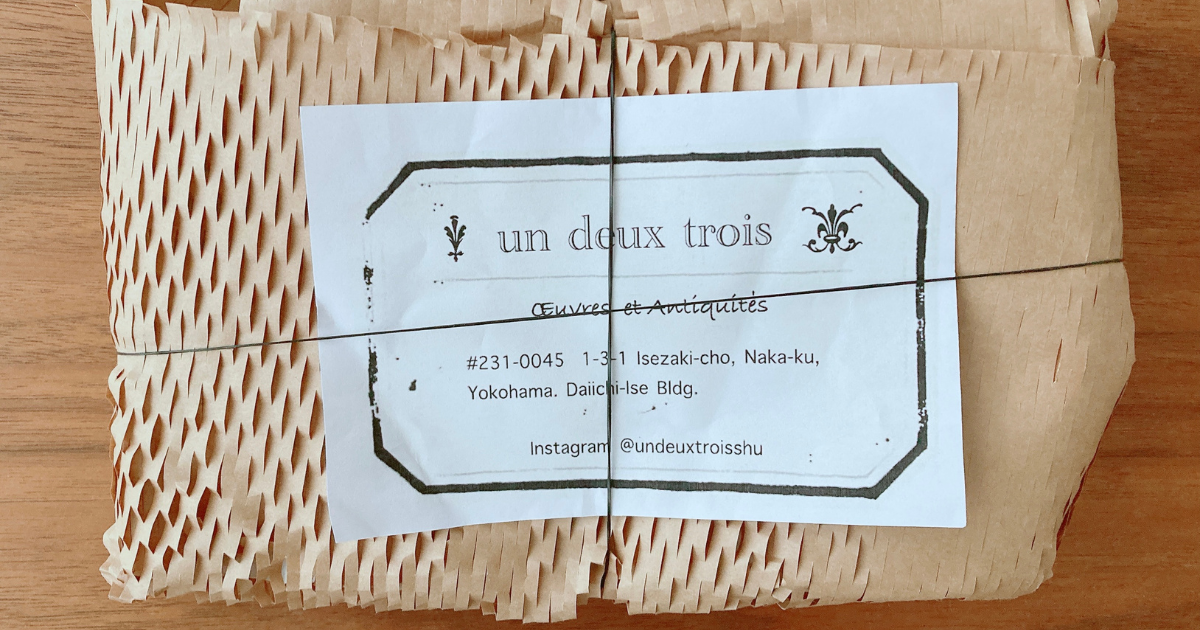 un deux trois
Œuvres et Antiquités
#231-0045 1-3-1 Isezaki-cho, Naka-ku,
Yokohama. Daiichi-Ise Bldg.
Instagram @undeuxtroisshu